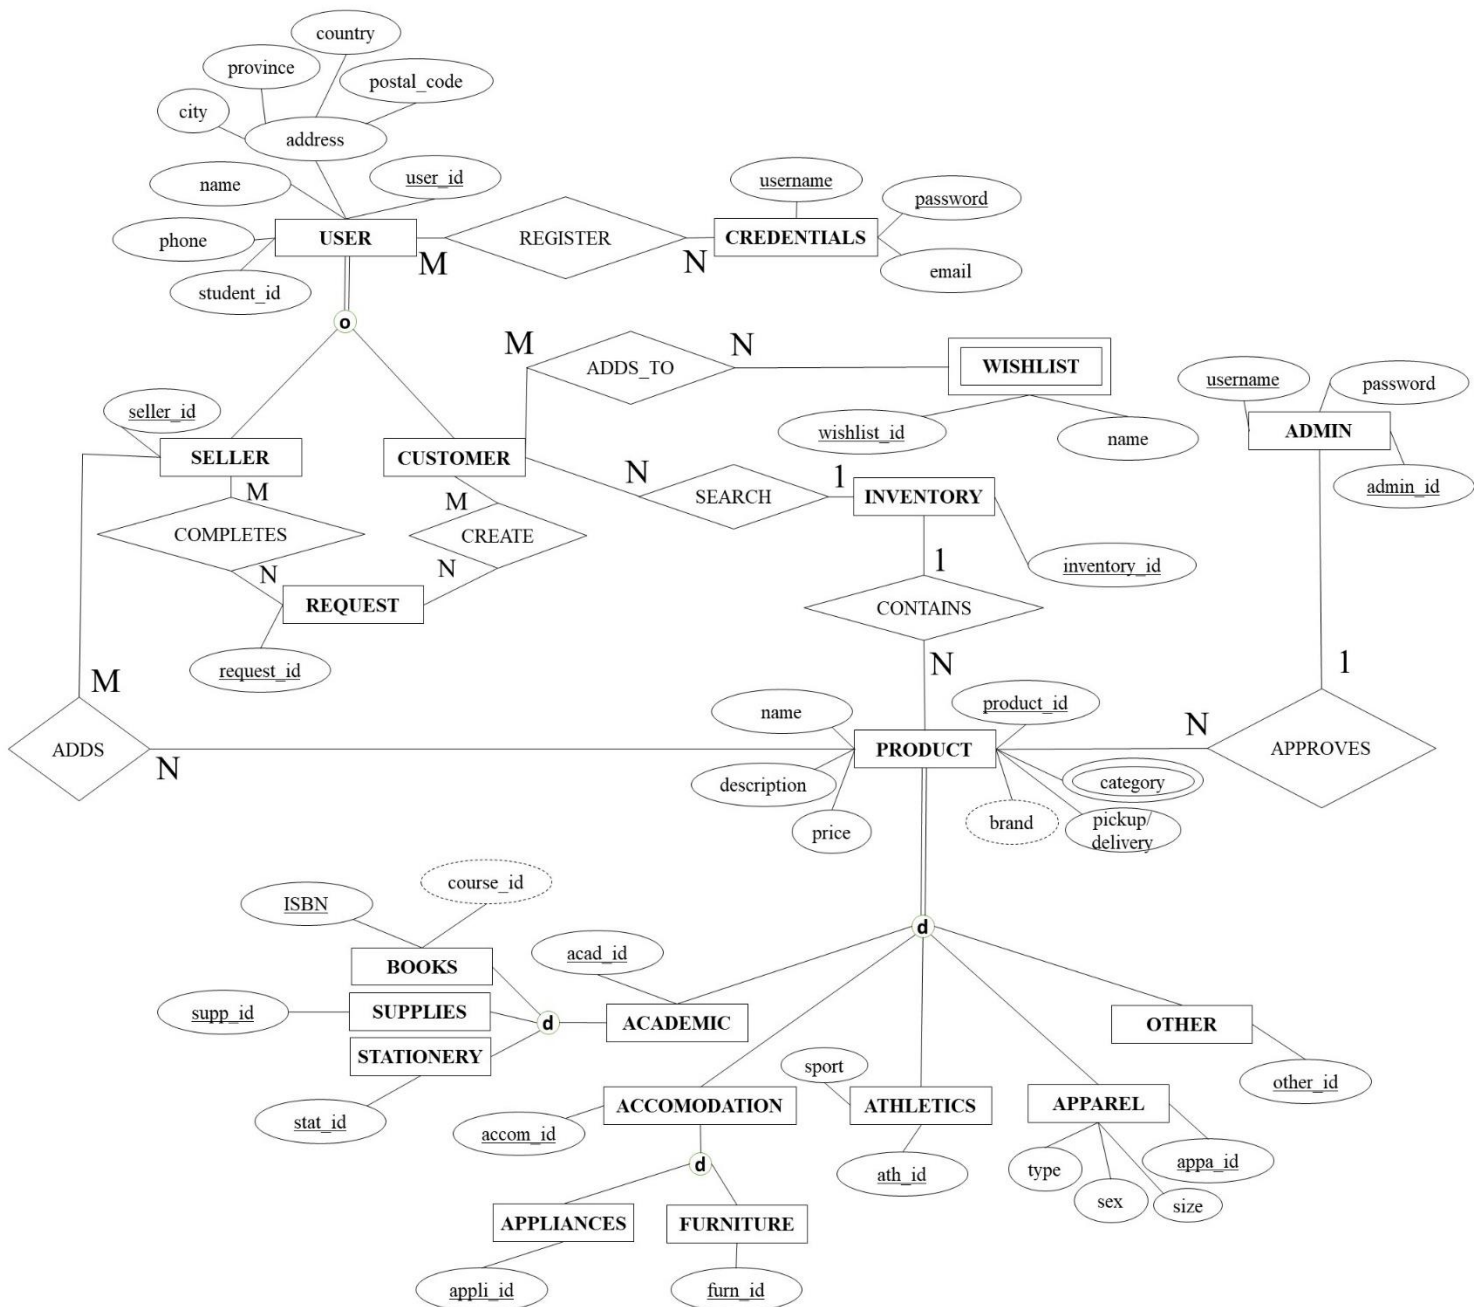 country
province
postal_code
city
address
name
user_id
username
password
USER
REGISTER
CREDENTIALS
phone
M
N
email
student_id
o
M
N
ADDS_TO
WISHLIST
username
password
seller_id
wishlist_id
name
ADMIN
SELLER
CUSTOMER
N
1
SEARCH
INVENTORY
admin_id
M
M
COMPLETES
CREATE
N
N
1
inventory_id
REQUEST
CONTAINS
request_id
M
N
1
name
product_id
N
ADDS
N
PRODUCT
APPROVES
description
category
price
brand
pickup/
delivery
course_id
ISBN
d
acad_id
BOOKS
supp_id
SUPPLIES
d
ACADEMIC
OTHER
STATIONERY
sport
other_id
stat_id
accom_id
ACCOMODATION
ATHLETICS
APPAREL
d
type
ath_id
appa_id
sex
size
APPLIANCES
FURNITURE
appli_id
furn_id